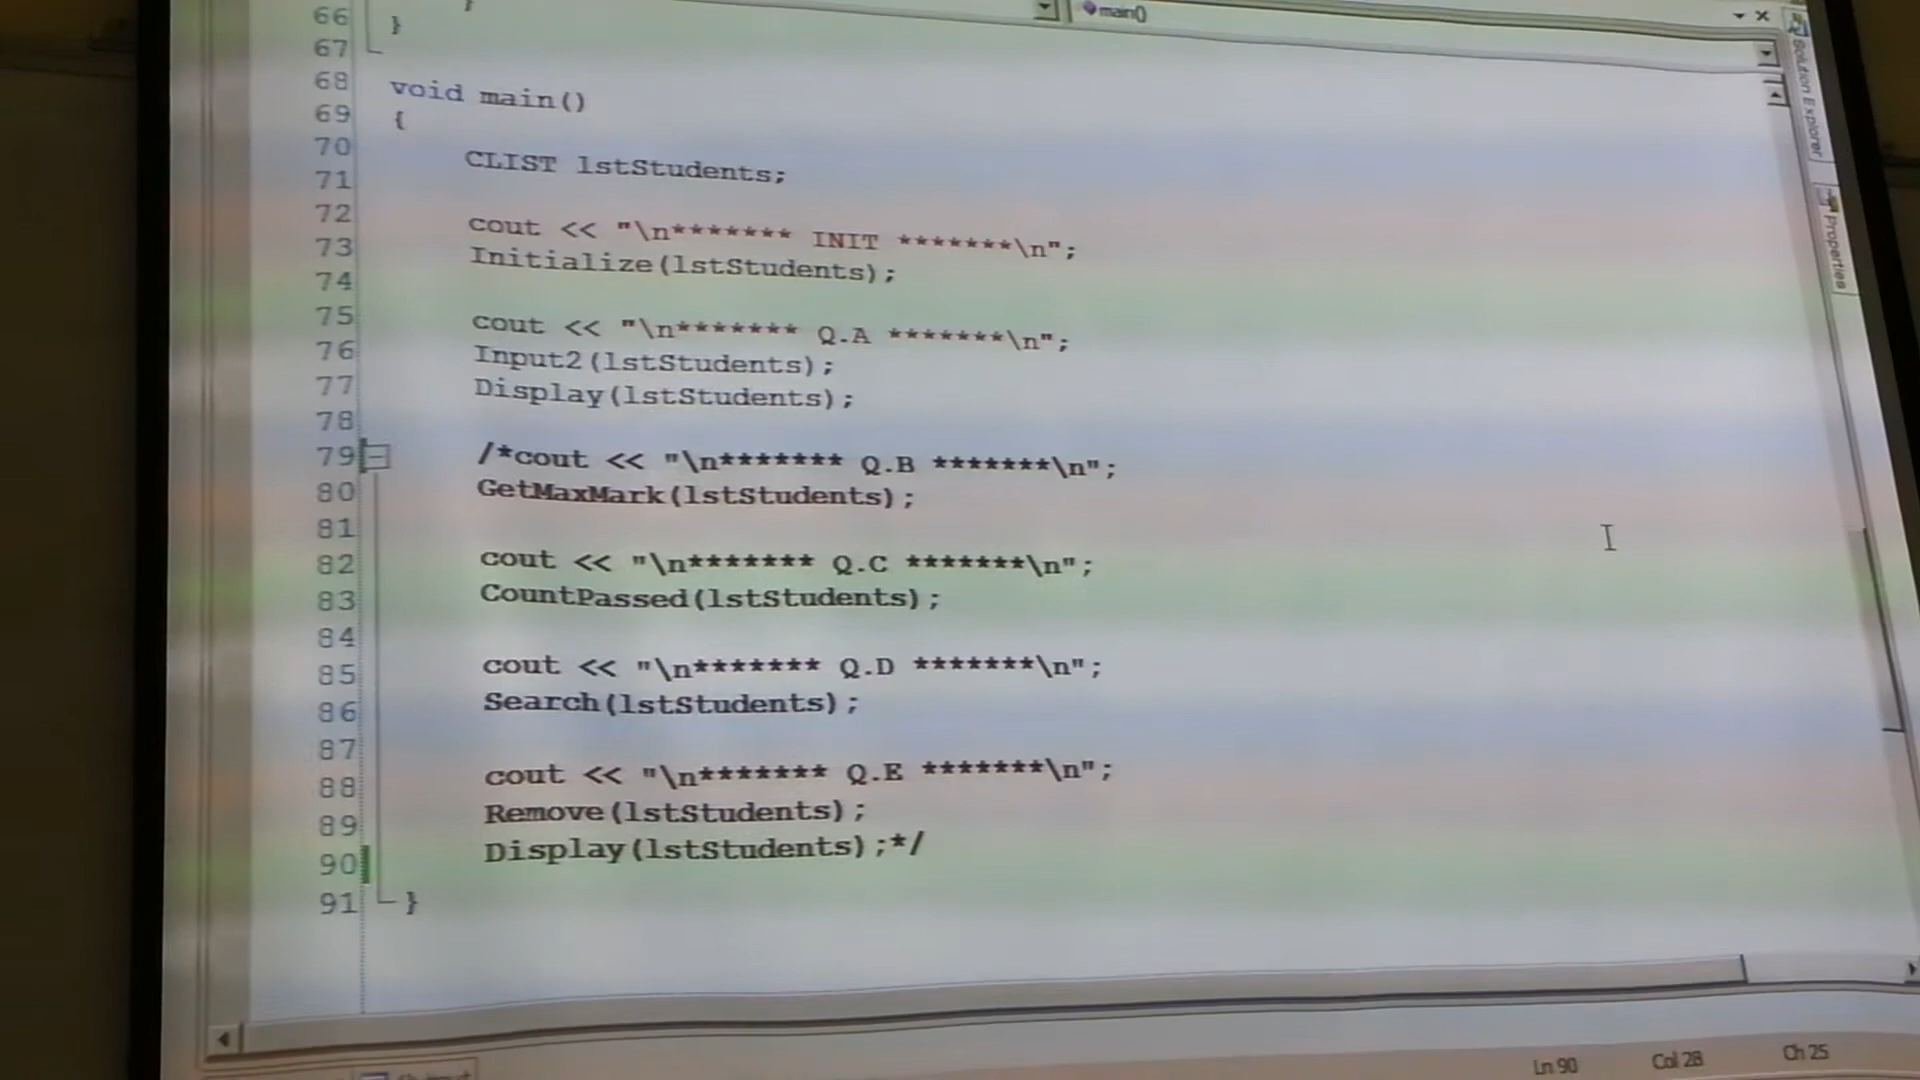 main()
66
}
67
68 void main()
69 {
70
71 CLIST lstStudents;
72
73 cout << "\n******* INIT *******\n";
74 Initialize(lstStudents);
75
76 cout << "\n******* Q.A *******\n";
77 Input2(lstStudents);
78 Display(lstStudents);
79 /*cout << "\n******* Q.B *******\n";
80 GetMaxMark(lstStudents);
81
82 cout << "\n******* Q.C *******\n";
83 CountPassed(lstStudents);
84
85 cout << "\n******* Q.D *******\n";
86 Search(lstStudents);
87
88 cout << "\n******* Q.E *******\n";
89 Remove(lstStudents);
90 Display(lstStudents);*/
91 }
Solution Explorer
Properties
Ln 90 Col 28 Ch 25